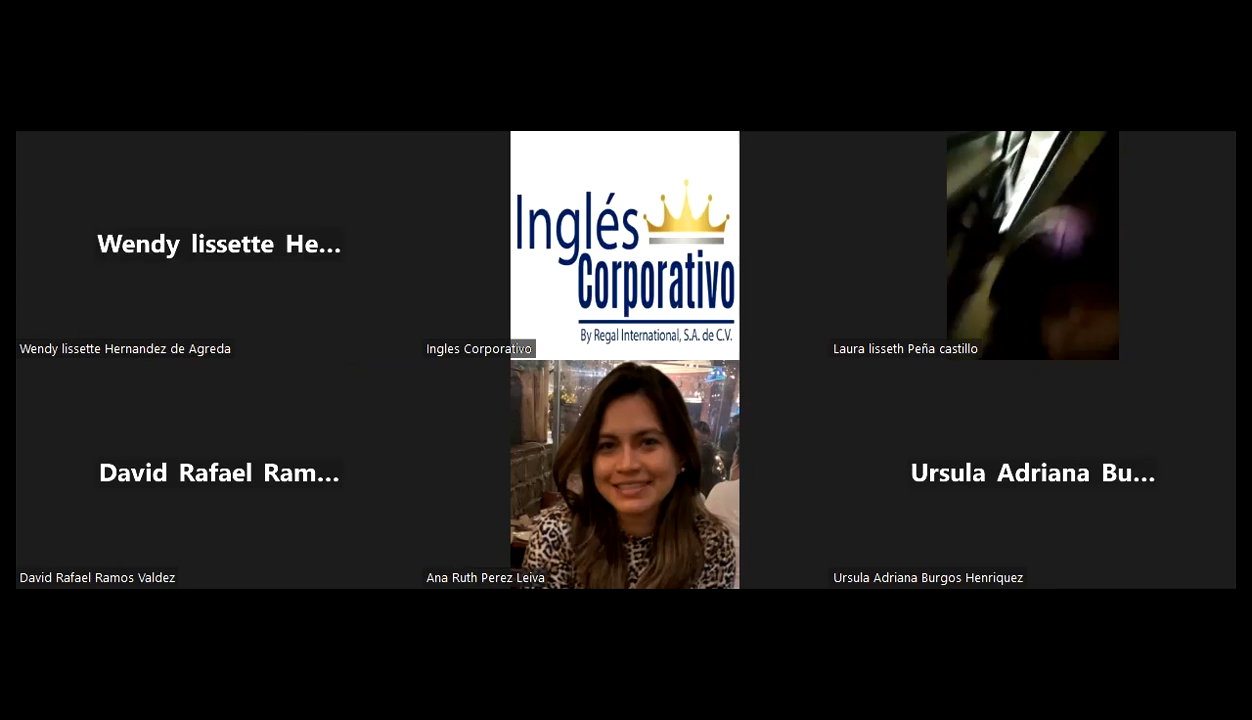 Wendy lissette He...
Inglés
Corporativo
By Regal International, S.A. de C.V.
Wendy lissette Hernandez de Agreda
Ingles Corporativo
Laura lisseth Peña castillo
David Rafael Ram...
Ursula Adriana Bu...
David Rafael Ramos Valdez
Ana Ruth Perez Leiva
Ursula Adriana Burgos Henriquez